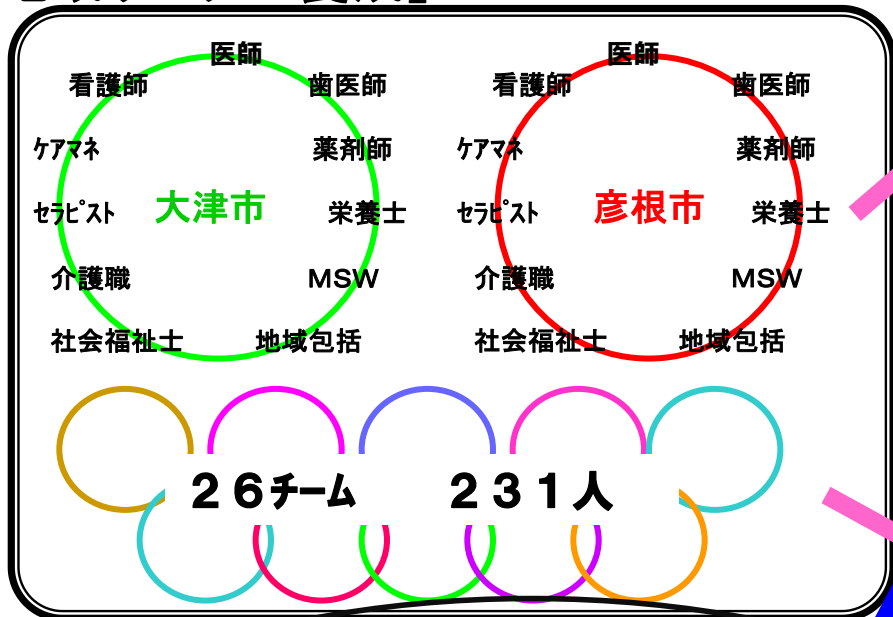 医師 医師
看護師 歯医師 看護師 歯医師
ｹｱﾏﾈ 薬剤師 ｹｱﾏﾈ 薬剤師
ｾﾗﾋﾟｽﾄ 大津市 栄養士 ｾﾗﾋﾟｽﾄ 彦根市 栄養士
介護職 ＭＳＷ 介護職 ＭＳＷ
社会福祉士 地域包括 社会福祉士 地域包括
２６ﾁｰﾑ ２３１人